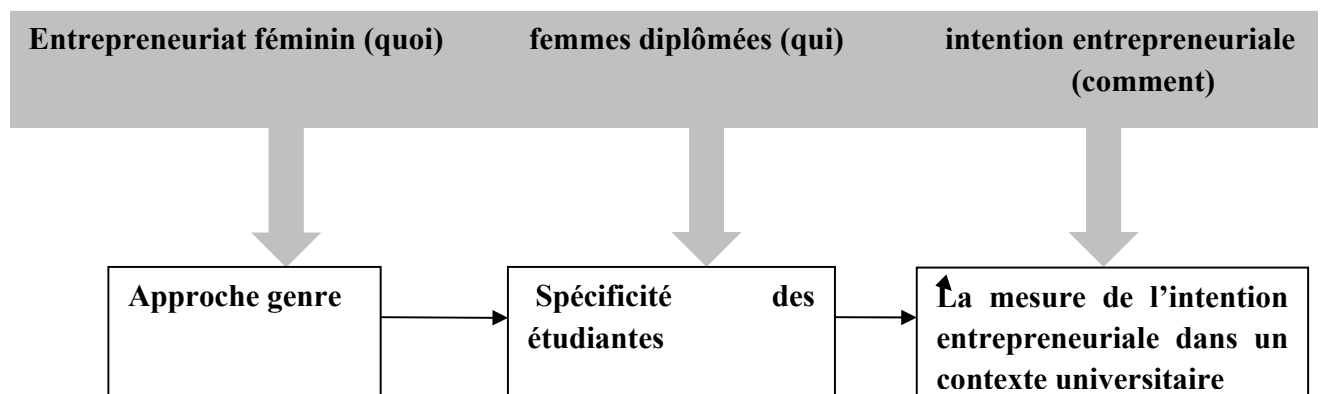 Entrepreneuriat féminin (quoi) femmes diplômées (qui) intention entrepreneuriale
(comment)
Approche genre
Spécificité des
étudiantes
La mesure de l’intention
entrepreneuriale dans un
contexte universitaire